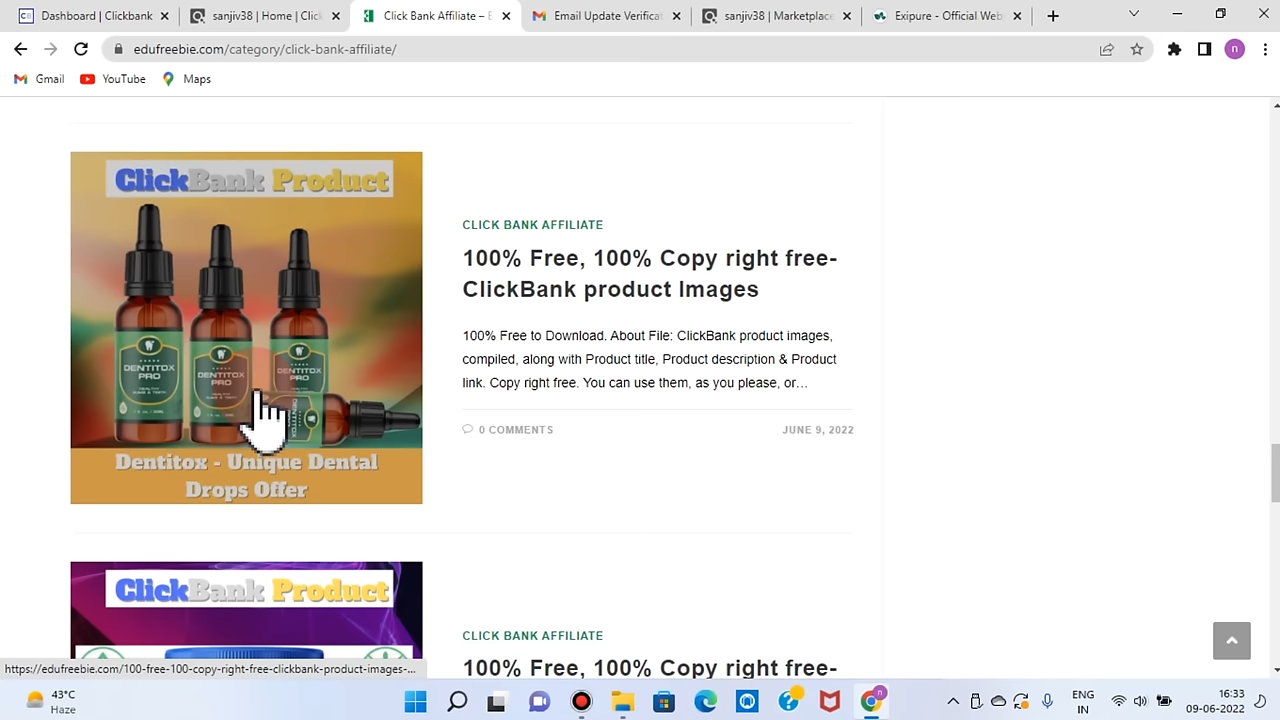 Dashboard | Clickbank
sanjiv38 | Home | Click
Click Bank Affiliate – E
Email Update Verificat
sanjiv38 | Marketplace
Exipure - Official Web
edufreebie.com/category/click-bank-affiliate/
n
Gmail
YouTube
Maps
ClickBank Product
DENTITOX
PRO
DENTITOX
PRO
DENTITOX
PRO
DENTITOX
Dentitox - Unique Dental
Drops Offer
CLICK BANK AFFILIATE
100% Free, 100% Copy right free-
ClickBank product Images
100% Free to Download. About File: ClickBank product images,
compiled, along with Product title, Product description & Product
link. Copy right free. You can use them, as you please, or…
0 COMMENTS
JUNE 9, 2022
ClickBank Product
CLICK BANK AFFILIATE
100% Free, 100% Copy right free-
https://edufreebie.com/100-free-100-copy-right-free-clickbank-product-images-...
43°C
Haze
ENG
IN
16:33
09-06-2022